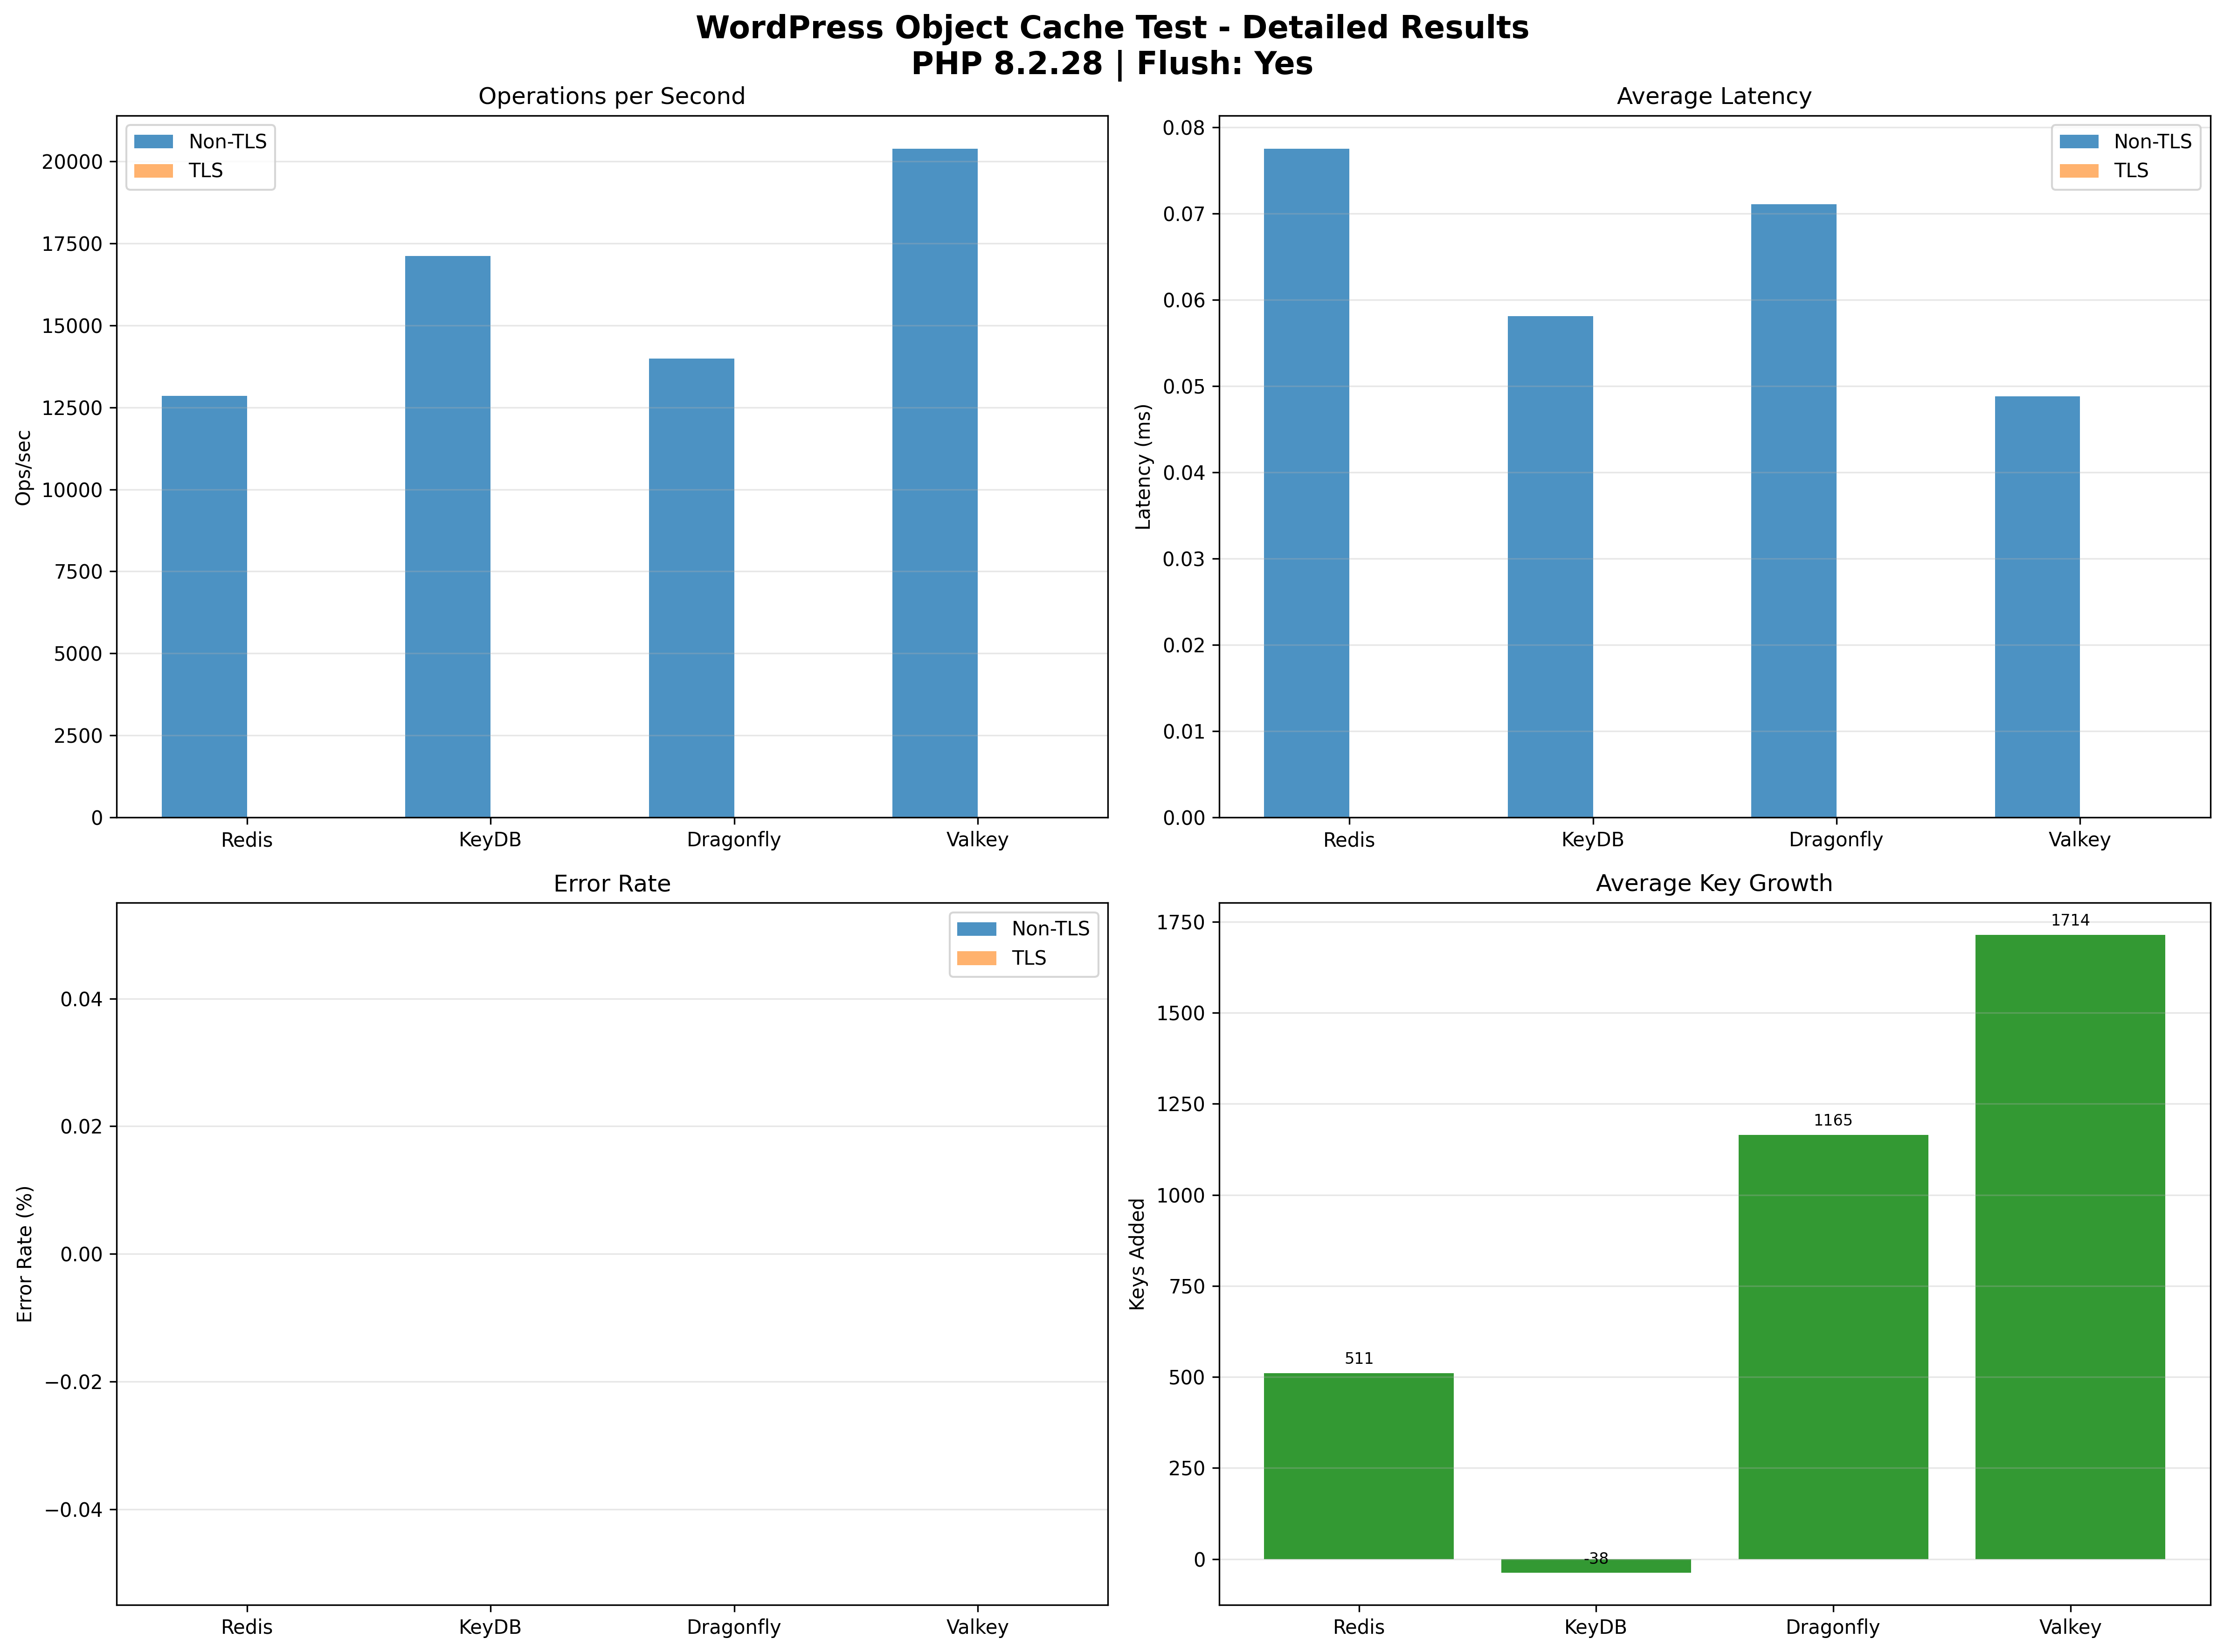 WordPress Object Cache Test - Detailed Results
PHP 8.2.28 | Flush: Yes
Operations per Second
Non-TLS
TLS
20000
17500
15000
12500
10000
7500
5000
2500
0
Ops/sec
Redis KeyDB Dragonfly Valkey
Average Latency
Non-TLS
TLS
0.08
0.07
0.06
0.05
0.04
0.03
0.02
0.01
0.00
Latency (ms)
Redis KeyDB Dragonfly Valkey
Error Rate
Non-TLS
TLS
0.04
0.02
0.00
−0.02
−0.04
Error Rate (%)
Redis KeyDB Dragonfly Valkey
Average Key Growth
1750
1500
1250
1000
750
500
250
0
Keys Added
511
-38
1165
1714
Redis KeyDB Dragonfly Valkey